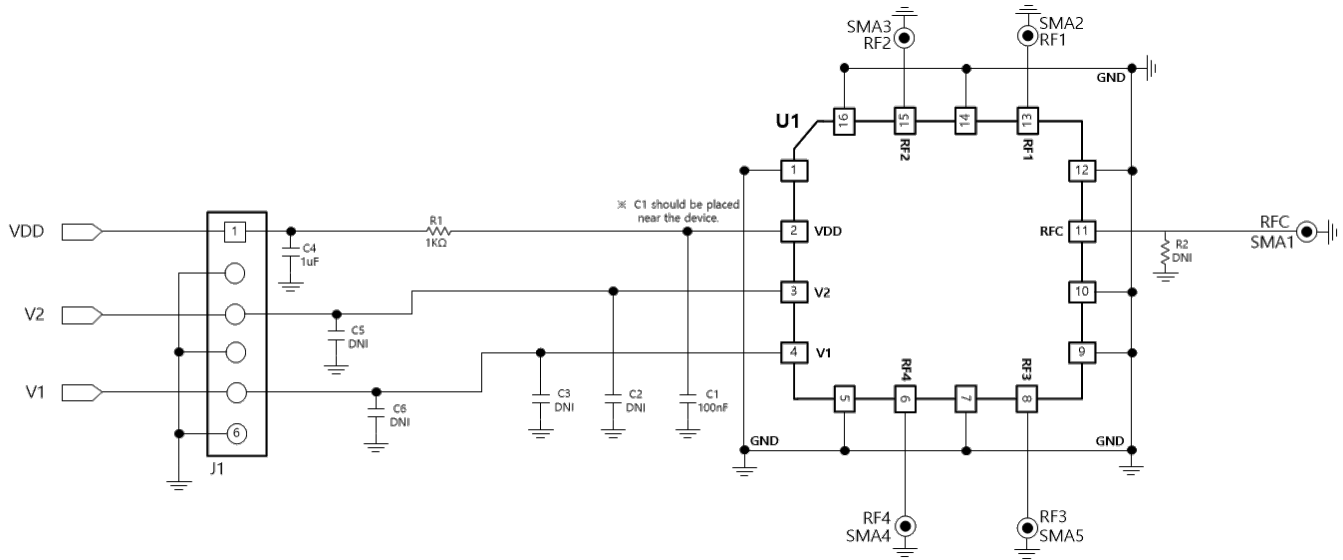 SMA3
RF2
SMA2
RF1
GND
U1
16
15
14
13
RF2
RF1
1
12
※ C1 should be placed
near the device.
VDD
1
R1
1KΩ
2
VDD
RFC
11
RFC
SMA1
C4
1uF
R2
DNI
V2
3
V2
10
C5
DNI
4
V1
9
V1
C6
DNI
C3
DNI
C2
DNI
C1
100nF
RF4
RF3
5
6
7
8
6
J1
GND
GND
RF4
SMA4
RF3
SMA5